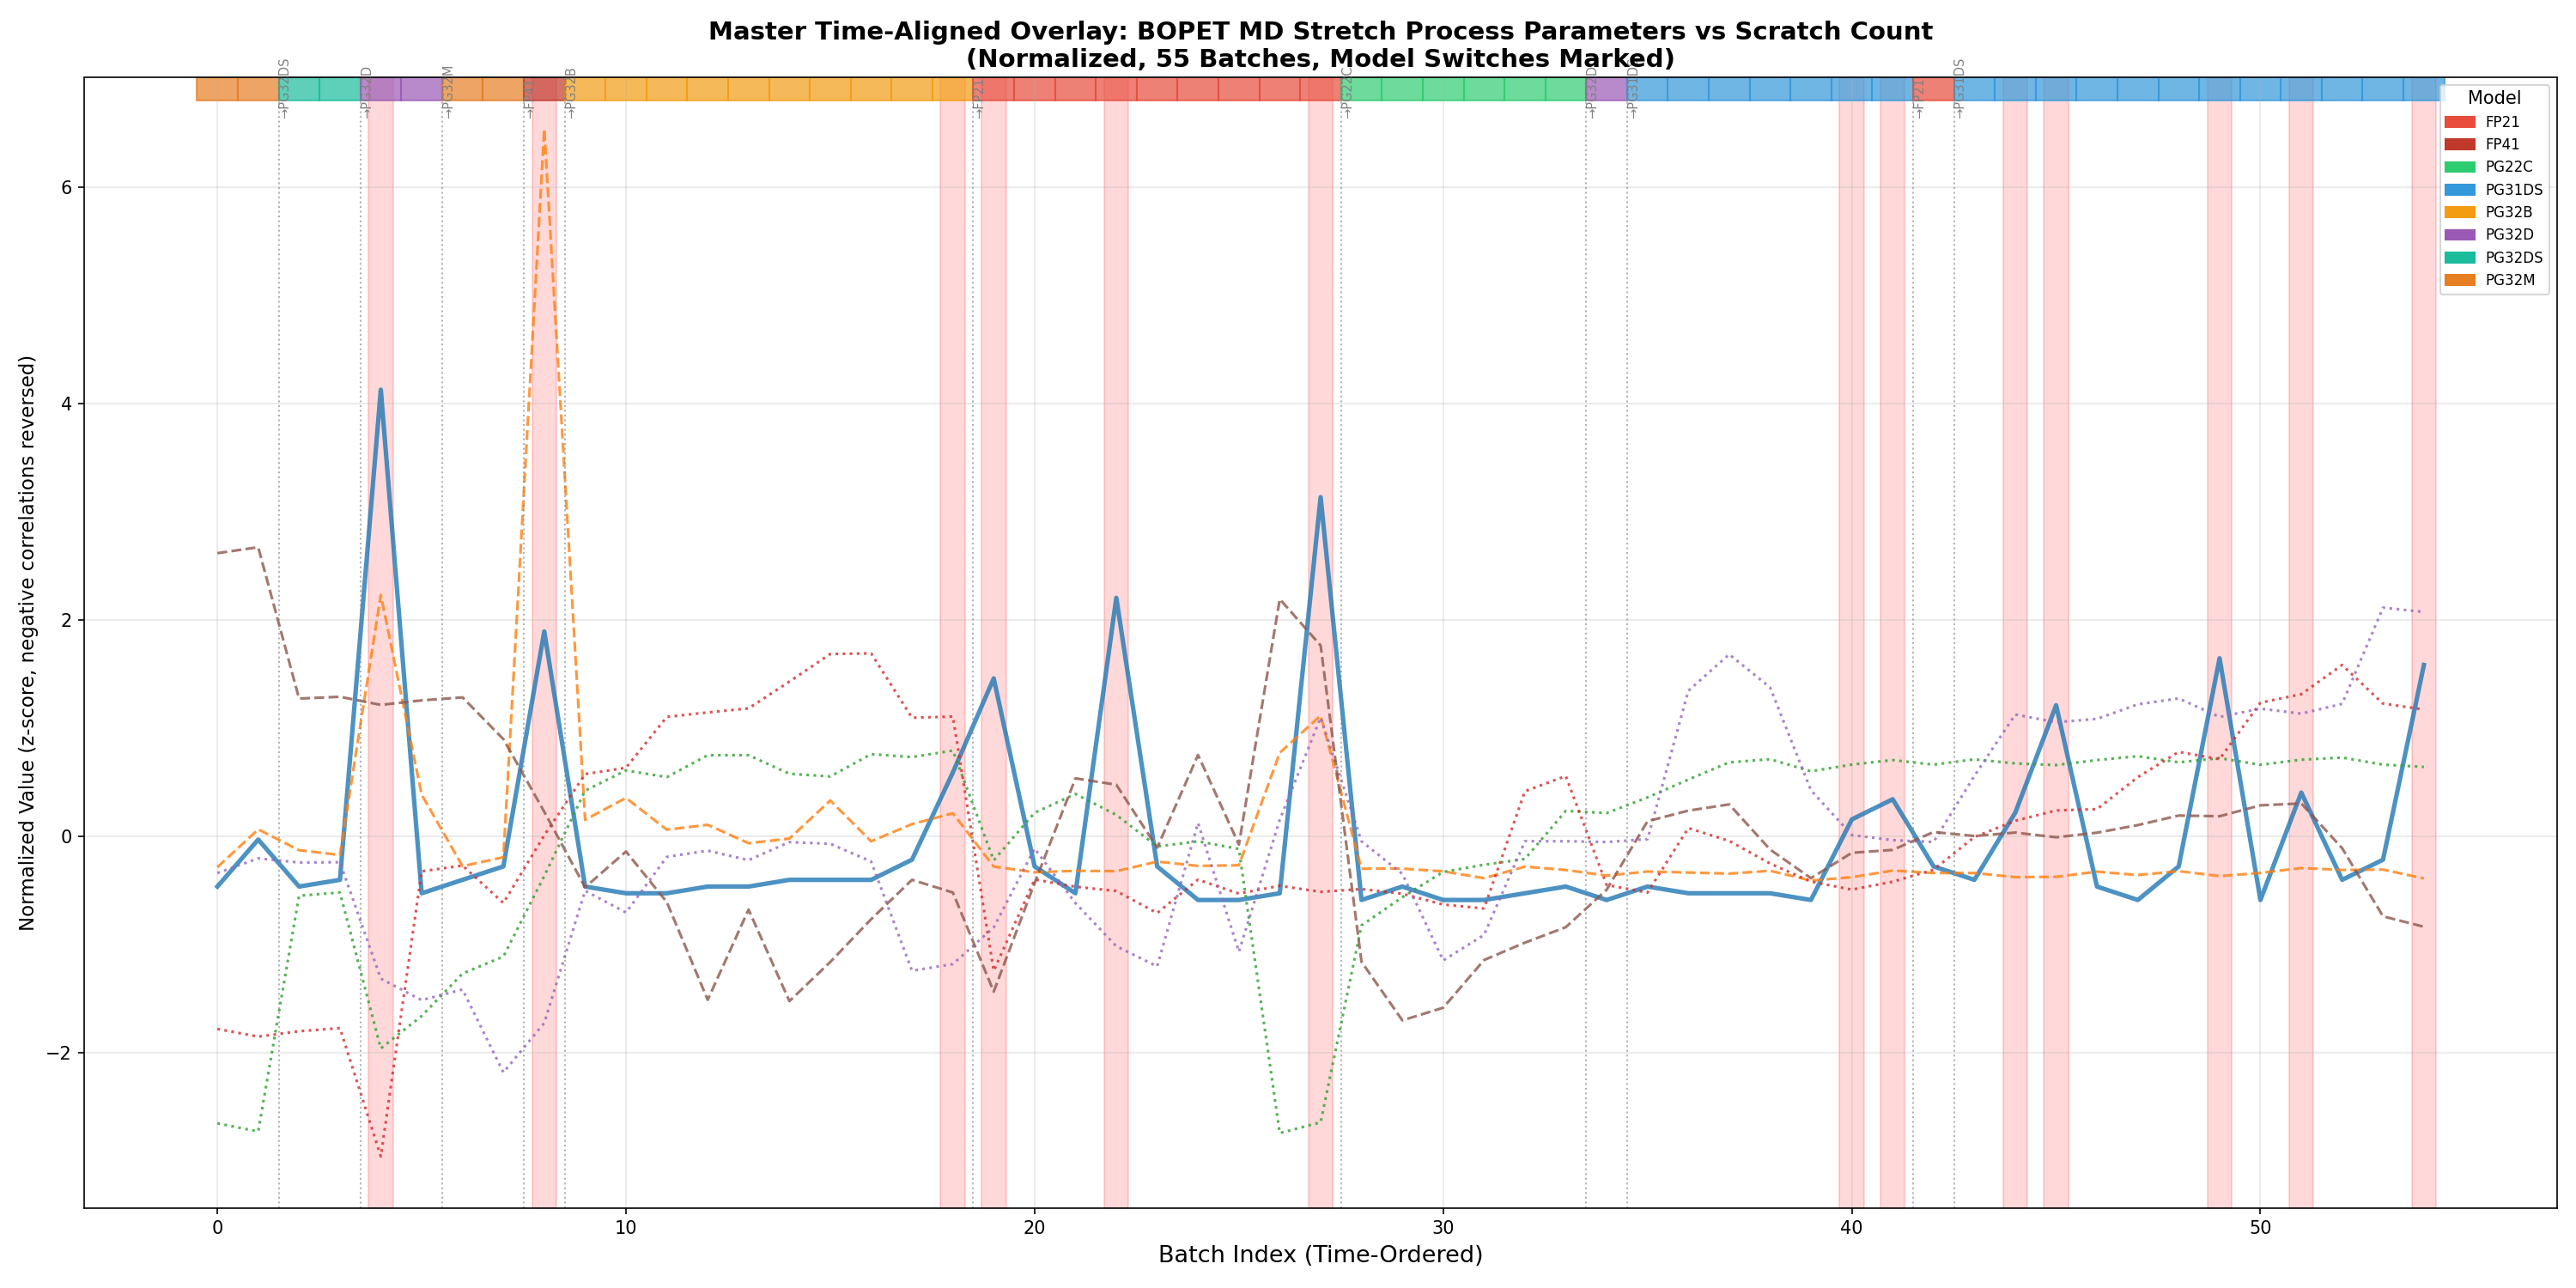 Master Time-Aligned Overlay: BOPET MD Stretch Process Parameters vs Scratch Count
(Normalized, 55 Batches, Model Switches Marked)
→PG32DS
→PG32D
→PG32M
→FP41
→PG32B
→FP21
→PG22C
→PG32D
→PG31DS
→FP21
→PG31DS
Model
FP21
FP41
PG22C
PG31DS
PG32B
PG32D
PG32DS
PG32M
Normalized Value (z-score, negative correlations reversed)
6
4
2
0
−2
0
10
20
30
40
50
Batch Index (Time-Ordered)